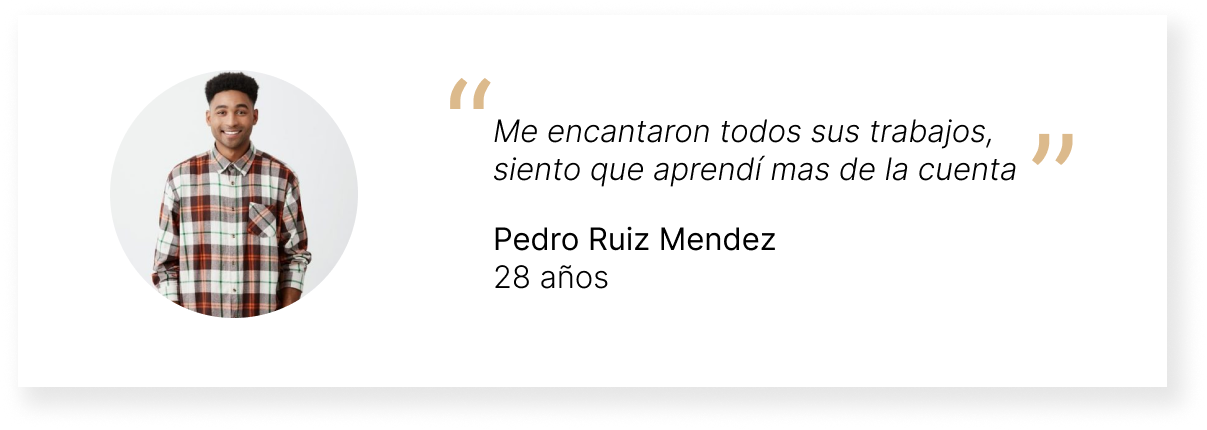 “Me encantaron todos sus trabajos,
siento que aprendí mas de la cuenta”
Pedro Ruiz Mendez
28 años